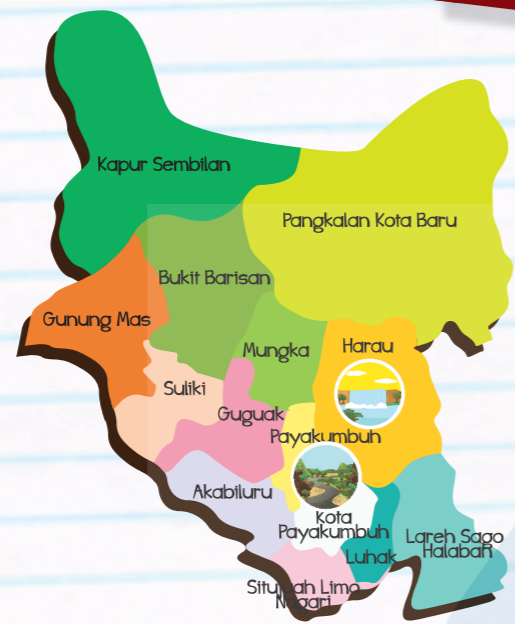 Kapur Sembilan
Pangkalan Kota Baru
Bukit Barisan
Gunung Mas
Mungka
Harau
Suliki
Guguak
Payakumbuh
Akabiluru
Kota
Payakumbuh
Lareh Sago
Halaban
Luhak
Situjuah Limo
Nagari